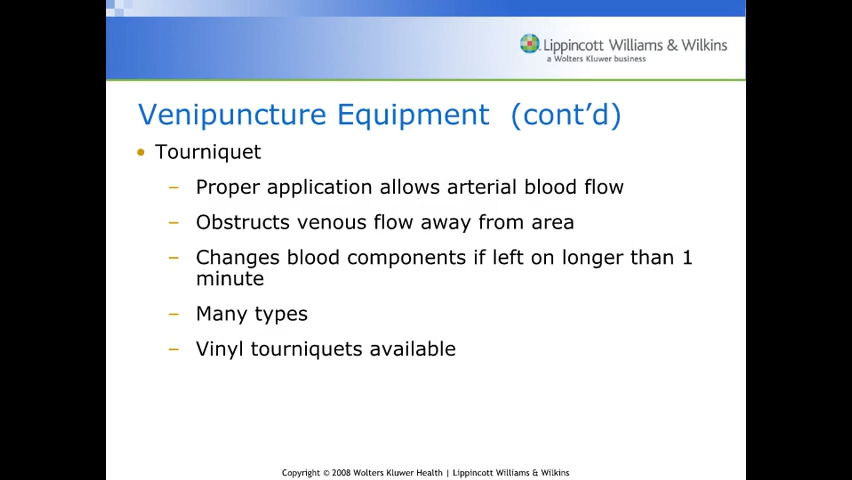 Lippincott Williams & Wilkins
a Wolters Kluwer business
Venipuncture Equipment (cont'd)
• Tourniquet
– Proper application allows arterial blood flow
– Obstructs venous flow away from area
– Changes blood components if left on longer than 1
minute
– Many types
– Vinyl tourniquets available
Copyright © 2008 Wolters Kluwer Health | Lippincott Williams & Wilkins